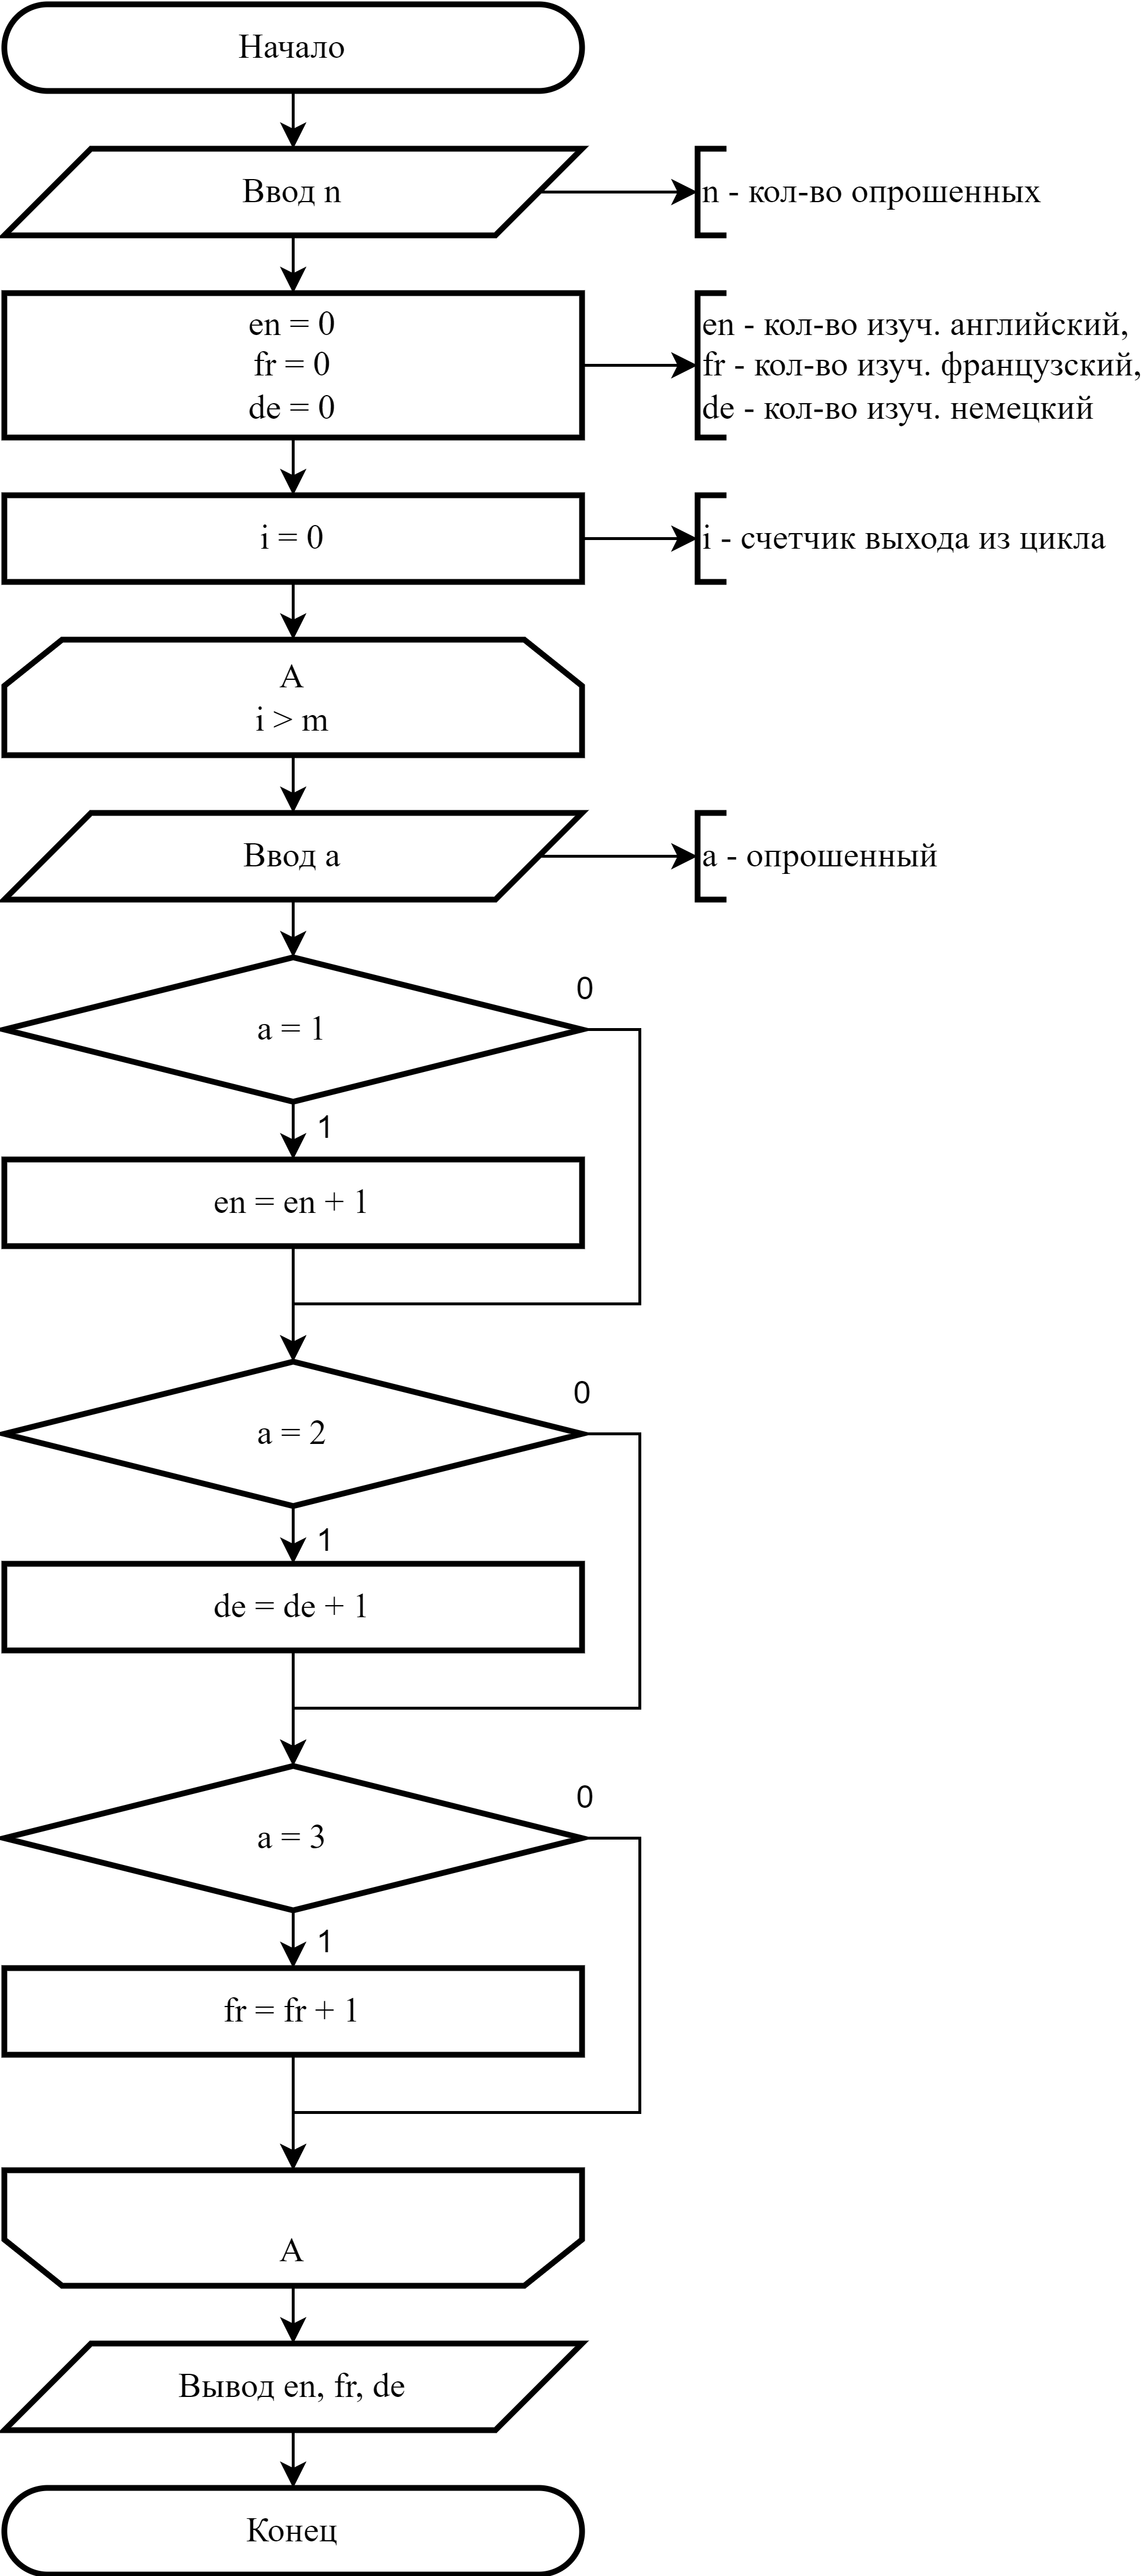 Начало
Ввод n
n - кол-во опрошенных
en = 0
fr = 0
de = 0
en - кол-во изуч. английский,
fr - кол-во изуч. французский,
de - кол-во изуч. немецкий
i = 0
i - счетчик выхода из цикла
A
i > m
Ввод a
a - опрошенный
a = 1
0
1
en = en + 1
a = 2
0
1
de = de + 1
a = 3
0
1
fr = fr + 1
A
Вывод en, fr, de
Конец